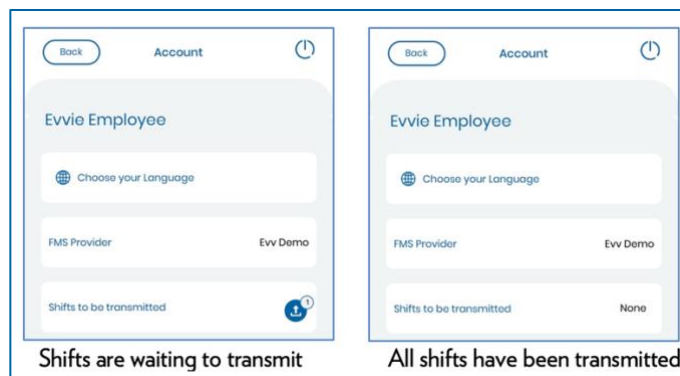 Back Account
Evvie Employee
Choose your Language
FMS Provider Evv Demo
Shifts to be transmitted 1
Shifts are waiting to transmit
Back Account
Evvie Employee
Choose your Language
FMS Provider Evv Demo
Shifts to be transmitted None
All shifts have been transmitted